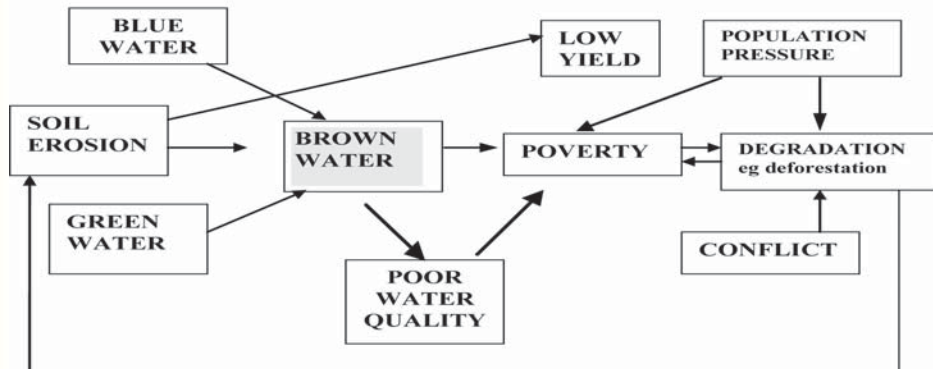 BLUE
WATER
LOW
YIELD
POPULATION
PRESSURE
SOIL
EROSION
BROWN
WATER
POVERTY
DEGRADATION
eg deforestation
GREEN
WATER
CONFLICT
POOR
WATER
QUALITY